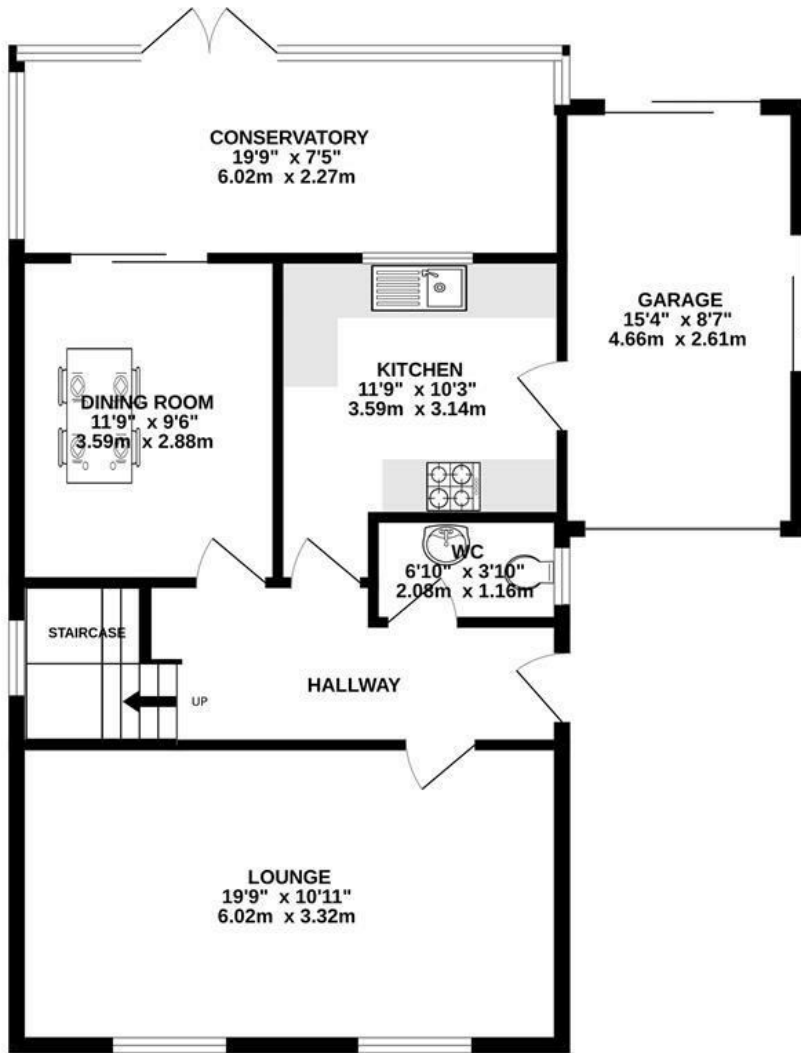 CONSERVATORY
19'9" x 7'5"
6.02m x 2.27m
GARAGE
15'4" x 8'7"
4.66m x 2.61m
KITCHEN
11'9" x 10'3"
3.59m x 3.14m
DINING ROOM
11'9" x 9'6"
3.59m x 2.88m
WC
6'10" x 3'10"
2.08m x 1.16m
STAIRCASE
HALLWAY
UP
LOUNGE
19'9" x 10'11"
6.02m x 3.32m